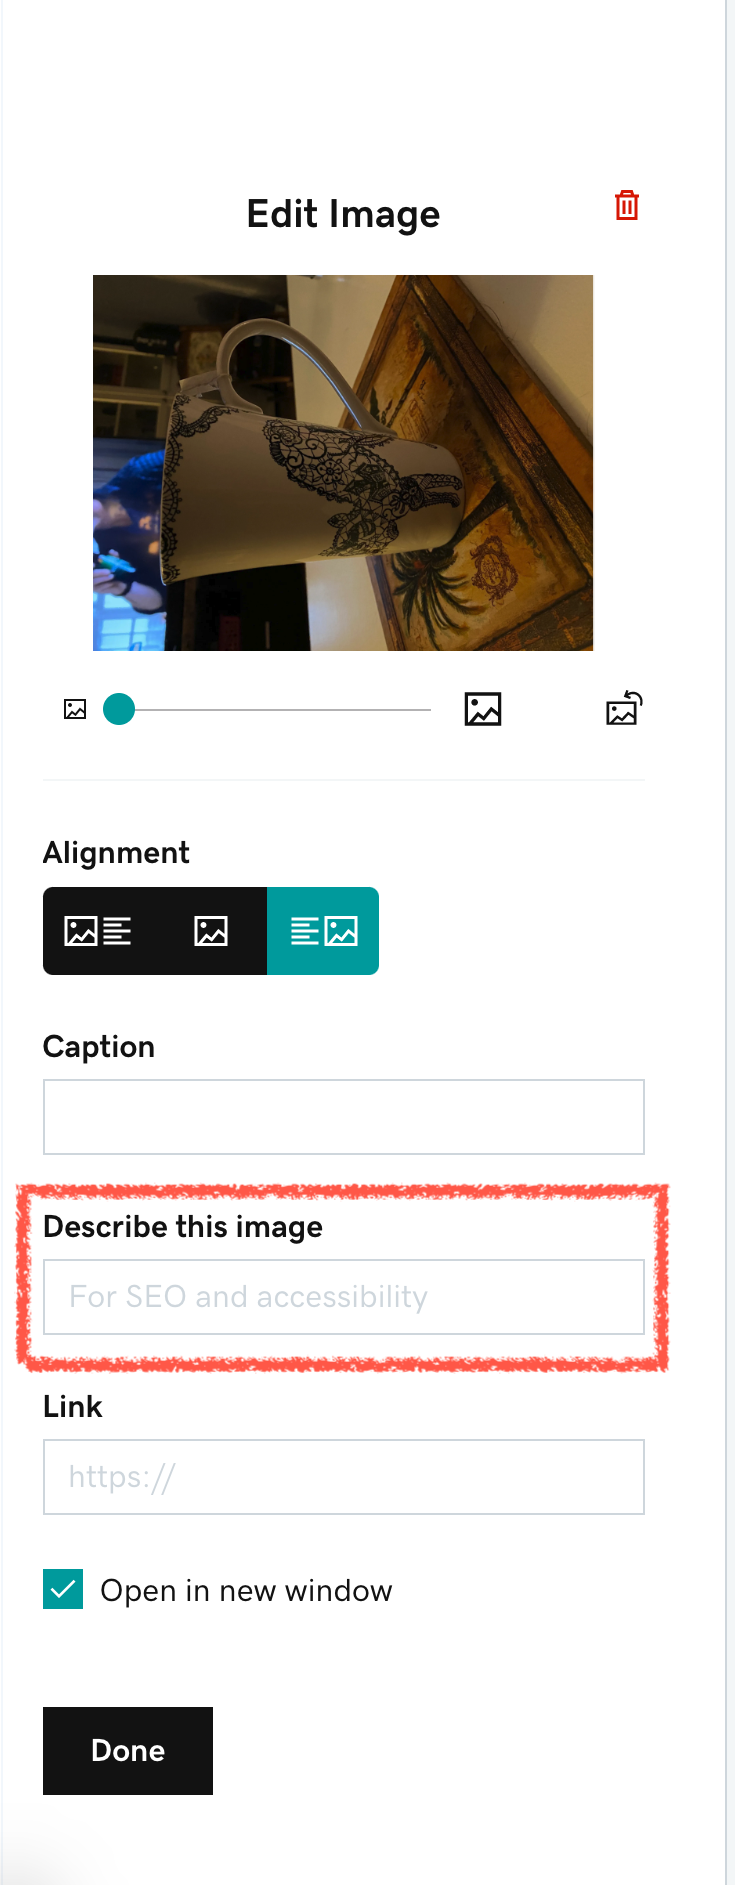 Edit Image
Alignment
Caption
Describe this image
For SEO and accessibility
Link
https://
Open in new window
Done